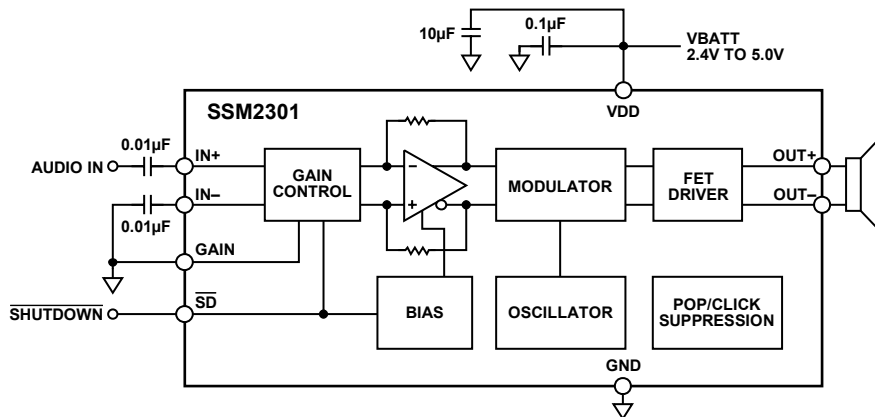 10µF
0.1µF
VBATT
2.4V TO 5.0V
SSM2301
VDD
0.01µF
AUDIO IN
IN+
GAIN
CONTROL
–
+
MODULATOR
FET
DRIVER
OUT+
OUT–
IN–
0.01µF
GAIN
SHUTDOWN
SD
BIAS
OSCILLATOR
POP/CLICK
SUPPRESSION
GND